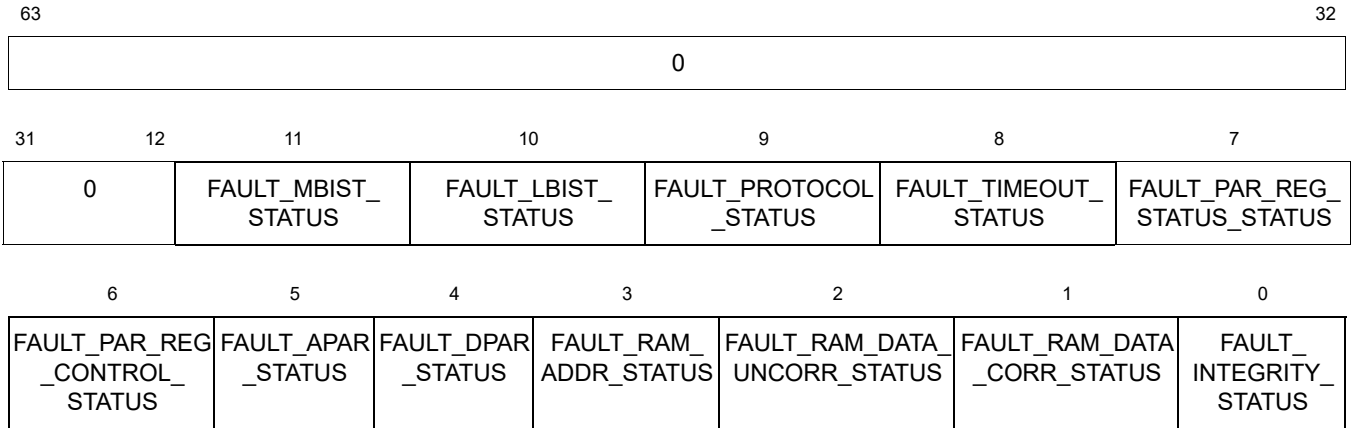 63 32
0
31 12 11 10 9 8 7
0 FAULT_MBIST_ FAULT_LBIST_ FAULT_PROTOCOL FAULT_TIMEOUT_ FAULT_PAR_REG_
STATUS STATUS _STATUS STATUS STATUS_STATUS
6 5 4 3 2 1 0
FAULT_PAR_REG FAULT_APAR FAULT_DPAR FAULT_RAM_ FAULT_RAM_DATA_ FAULT_RAM_DATA FAULT_
_CONTROL_ _STATUS _STATUS ADDR_STATUS UNCORR_STATUS _CORR_STATUS INTEGRITY_
STATUS STATUS